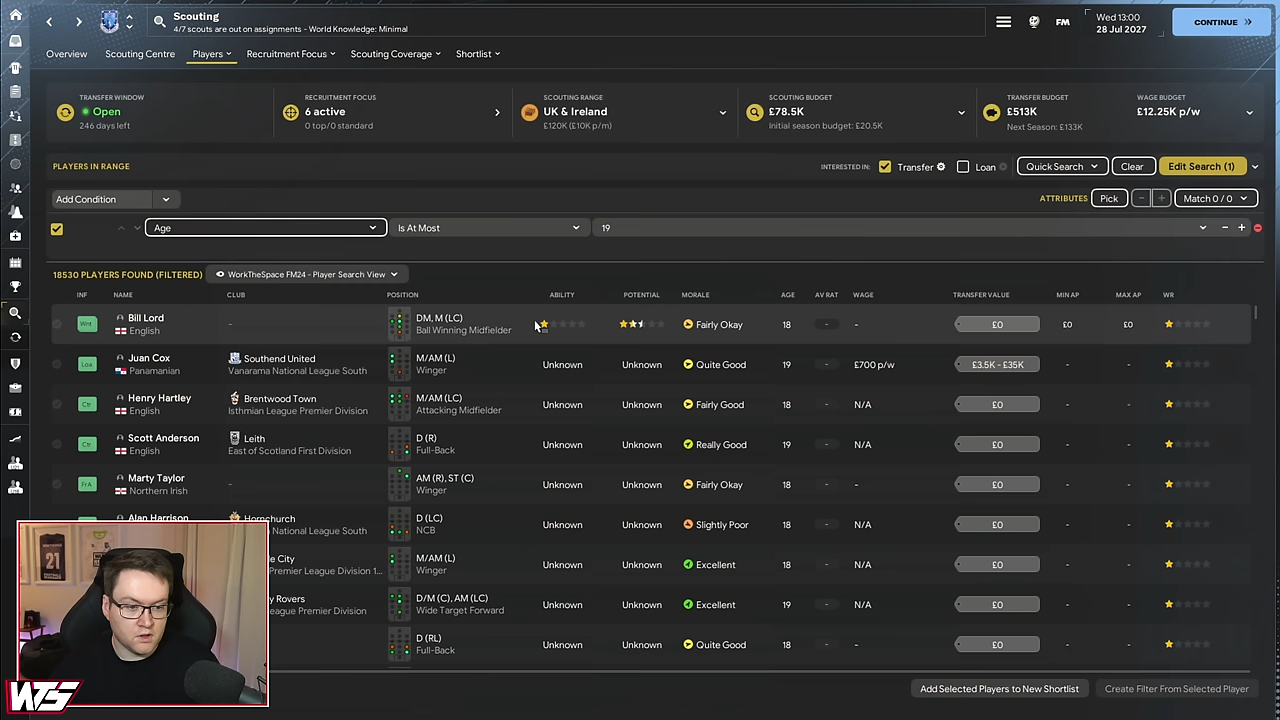 Scouting
4/7 scouts are out on assignments - World Knowledge: Minimal
FM
Wed 13:00
28 Jul 2027
CONTINUE
Overview
Scouting Centre
Players
Recruitment Focus
Scouting Coverage
Shortlist
TRANSFER WINDOW
Open
246 days left
RECRUITMENT FOCUS
6 active
0 top/0 standard
SCOUTING RANGE
UK & Ireland
£120K (£10K p/m)
SCOUTING BUDGET
£78.5K
Initial season budget: £20.5K
TRANSFER BUDGET
£513K
Next Season: £133K
WAGE BUDGET
£12.25K p/w
PLAYERS IN RANGE
INTERESTED IN:
Transfer
Loan
Quick Search
Clear
Edit Search (1)
Add Condition
ATTRIBUTES
Pick
Match 0 / 0
Age
Is At Most
19
18530 PLAYERS FOUND (FILTERED)
WorkTheSpace FM24 - Player Search View
INF NAME CLUB POSITION ABILITY POTENTIAL MORALE AGE AV RAT WAGE TRANSFER VALUE MIN AP MAX AP WR
Wnt Bill Lord - DM, M (LC) Fairly Okay 18 - - £0 £0 £0
English Ball Winning Midfielder
Loa Juan Cox Southend United M/AM (L) Unknown Unknown Quite Good 19 - £700 p/w £3.5K - £35K - -
Panamanian Vanarama National League South Winger
Ctr Henry Hartley Brentwood Town M/AM (LC) Unknown Unknown Fairly Good 18 - N/A £0 - -
English Isthmian League Premier Division Attacking Midfielder
Ctr Scott Anderson Leith D (R) Unknown Unknown Really Good 19 - N/A £0 - -
English East of Scotland First Division Full-Back
FrA Marty Taylor - AM (R), ST (C) Unknown Unknown Fairly Okay 18 - - £0 - -
Northern Irish Winger
Alan Harrison Hornchurch D (LC) Unknown Unknown Slightly Poor 18 - N/A £0 - -
National League South NCB
City M/AM (L) Unknown Unknown Excellent 18 - N/A £0 - -
Premier League Division 1... Winger
Rovers D/M (C), AM (LC) Unknown Unknown Excellent 19 - N/A £0 - -
League Premier Division Wide Target Forward
D (RL) Unknown Unknown Quite Good 18 - - £0 - -
Full-Back
21
WTS
Add Selected Players to New Shortlist
Create Filter From Selected Player